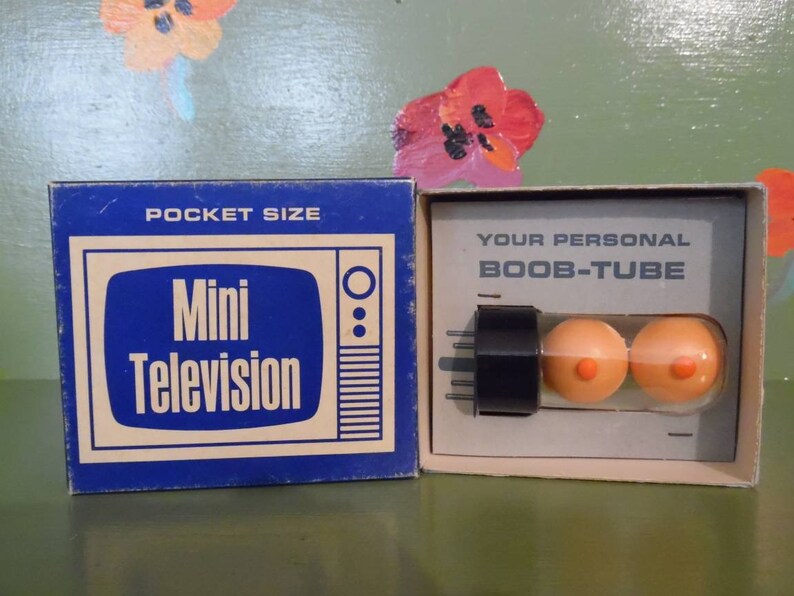 POCKET SIZE
Mini
Television
YOUR PERSONAL
BOOB-TUBE